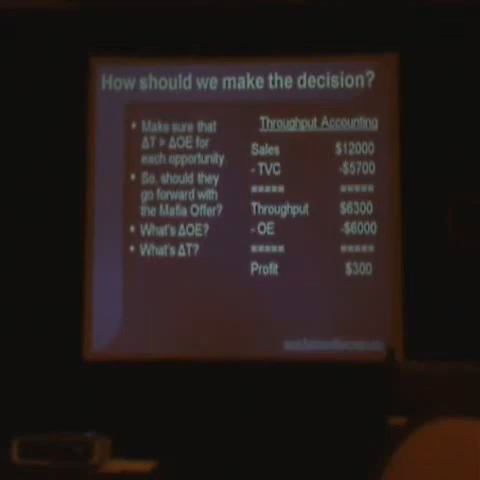 How should we make the decision?
• Make sure that
ΔT > ΔOE for
each opportunity.
• So, should they
go forward with
the Mafia Offer?
• What's ΔOE?
• What's ΔT?
Throughput Accounting
Sales $12000
- TVC -$5700
===== =====
Throughput $6300
- OE -$6000
===== =====
Profit $300